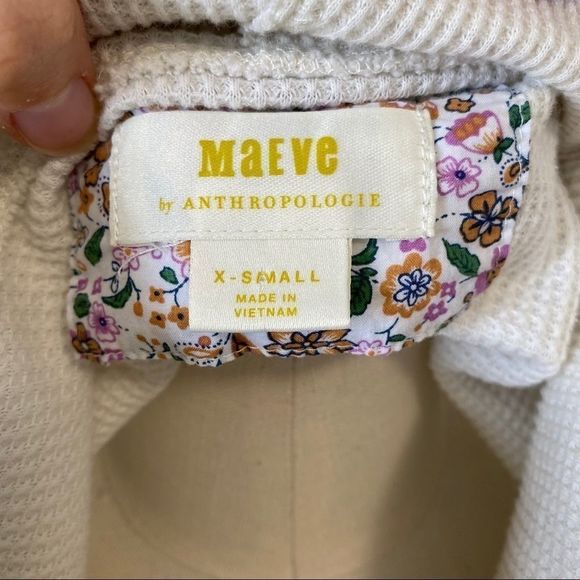 MaEVe
by ANTHROPOLOGIE
X-SMALL
MADE IN
VIETNAM